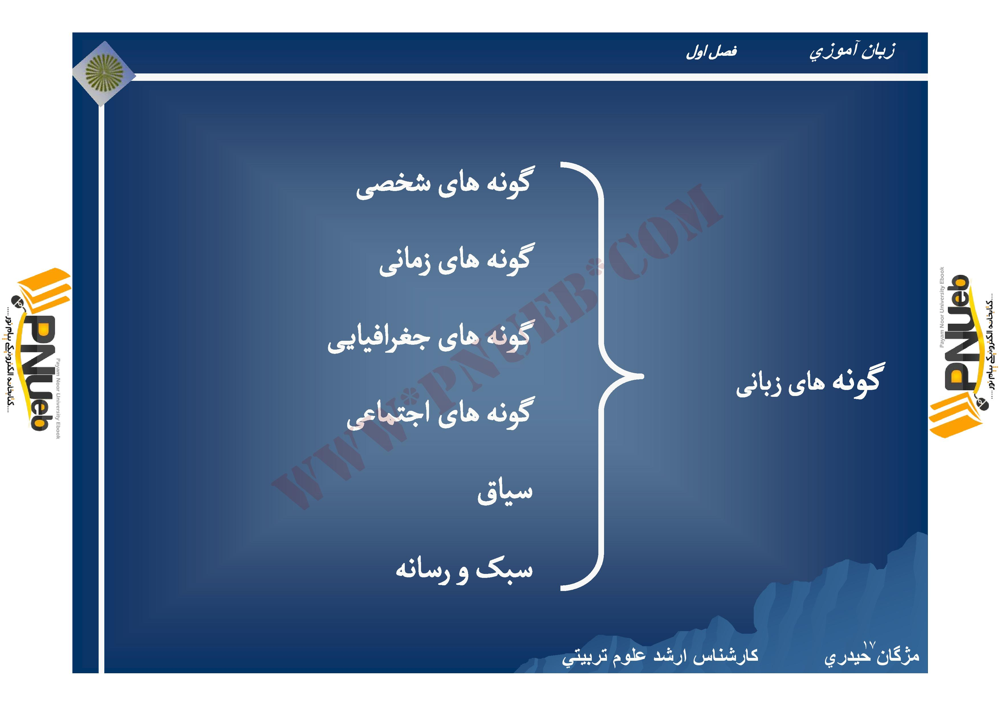 زبان آموزي فصل اول
گونه های زبانی
گونه های شخصی
گونه های زمانی
گونه های جغرافیایی
گونه های اجتماعی
سیاق
سبک و رسانه
۱۷
مژگان حيدري كارشناس ارشد علوم تربيتي
WWW*PNUEB*COM
PNUeb
Payam Noor University Ebook
....کتابخانه الکترونیکی پیام نور.....
PNUeb
Payam Noor University Ebook
....کتابخانه الکترونیکی پیام نور.....